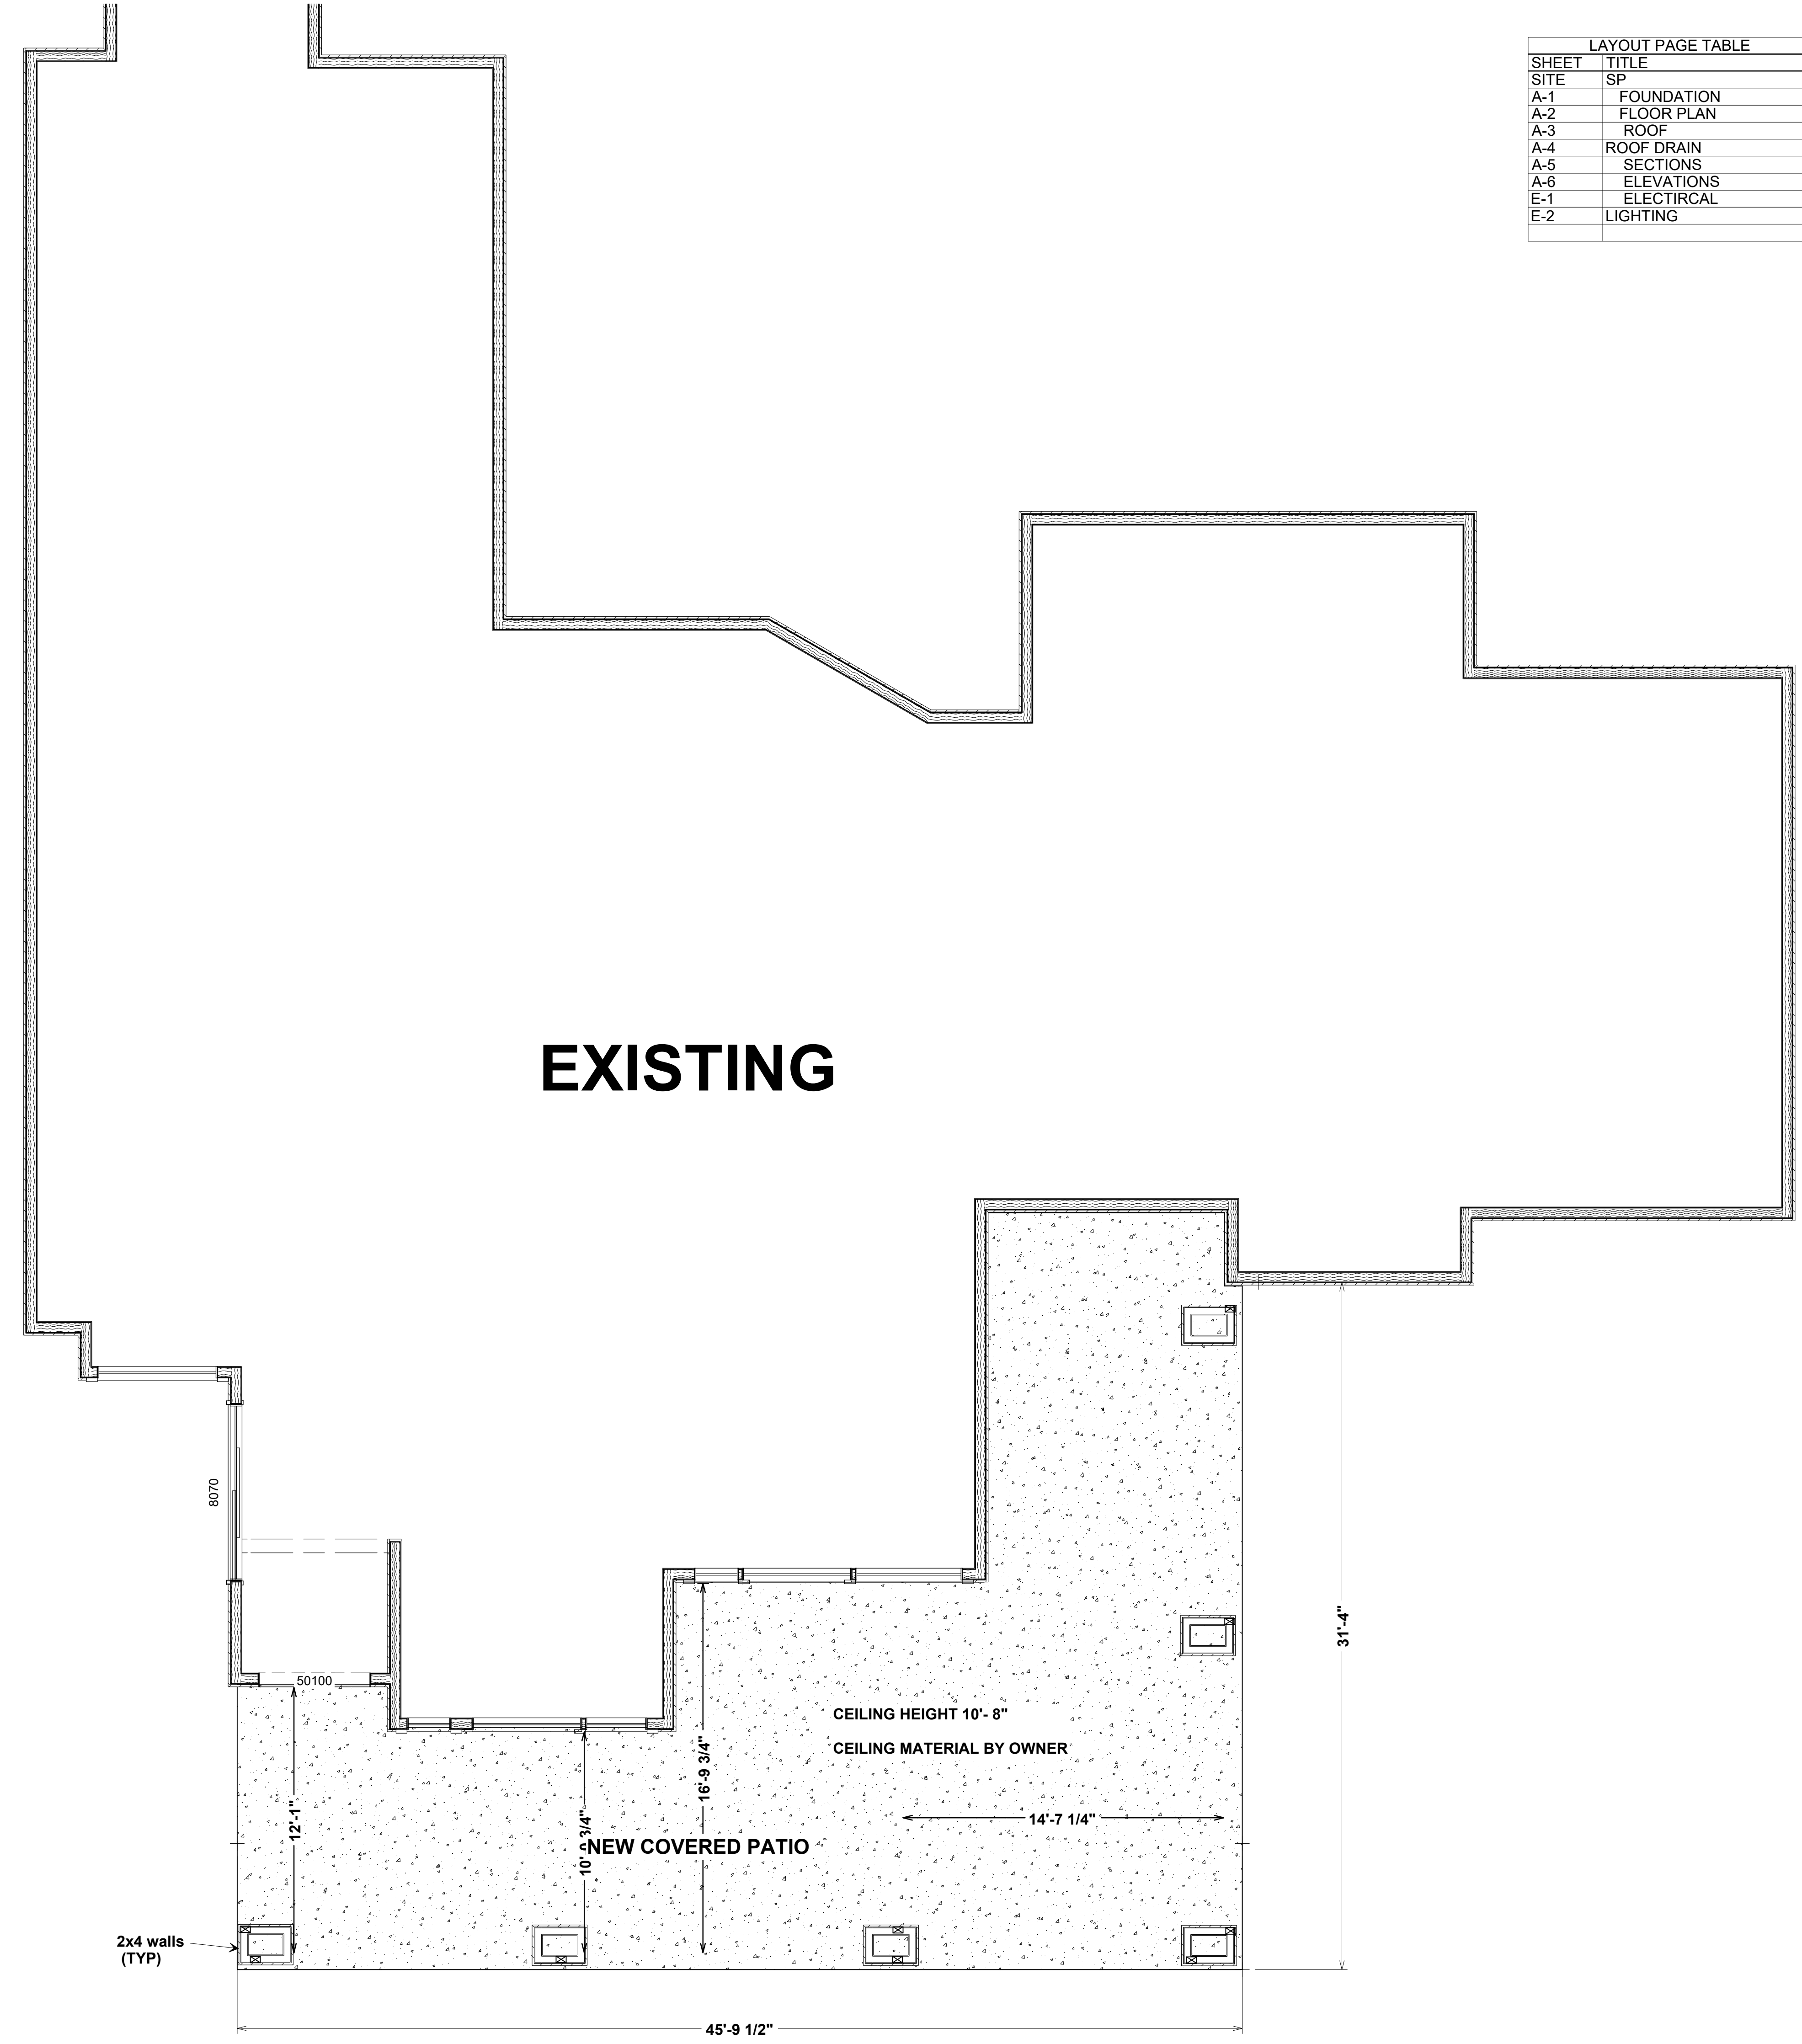 LAYOUT PAGE TABLE
SHEET TITLE
SITE SP
A-1 FOUNDATION
A-2 FLOOR PLAN
A-3 ROOF
A-4 ROOF DRAIN
A-5 SECTIONS
A-6 ELEVATIONS
E-1 ELECTIRCAL
E-2 LIGHTING
EXISTING
8070
50100
31'-4"
CEILING HEIGHT 10'- 8"
CEILING MATERIAL BY OWNER
16'-9 3/4"
12'-1"
14'-7 1/4"
3/4"
NEW COVERED PATIO
2x4 walls
(TYP)
45'-9 1/2"